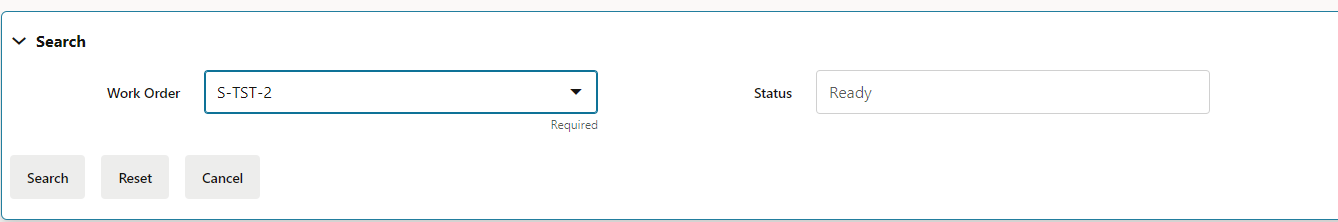 Search
Work Order S-TST-2 Status Ready
Required
Search Reset Cancel